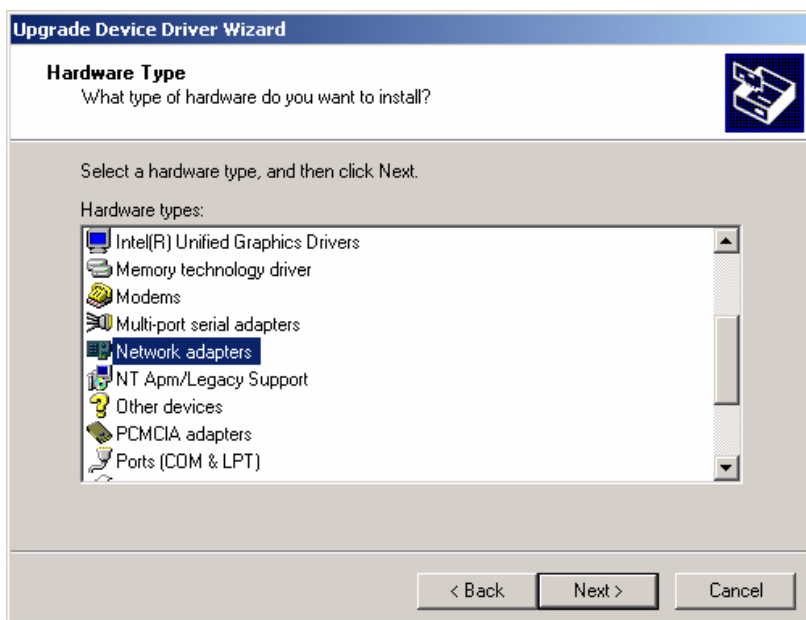 Upgrade Device Driver Wizard
Hardware Type
What type of hardware do you want to install?
Select a hardware type, and then click Next.
Hardware types:
Intel(R) Unified Graphics Drivers
Memory technology driver
Modems
Multi-port serial adapters
Network adapters
NT Apm/Legacy Support
Other devices
PCMCIA adapters
Ports (COM & LPT)
< Back
Next >
Cancel